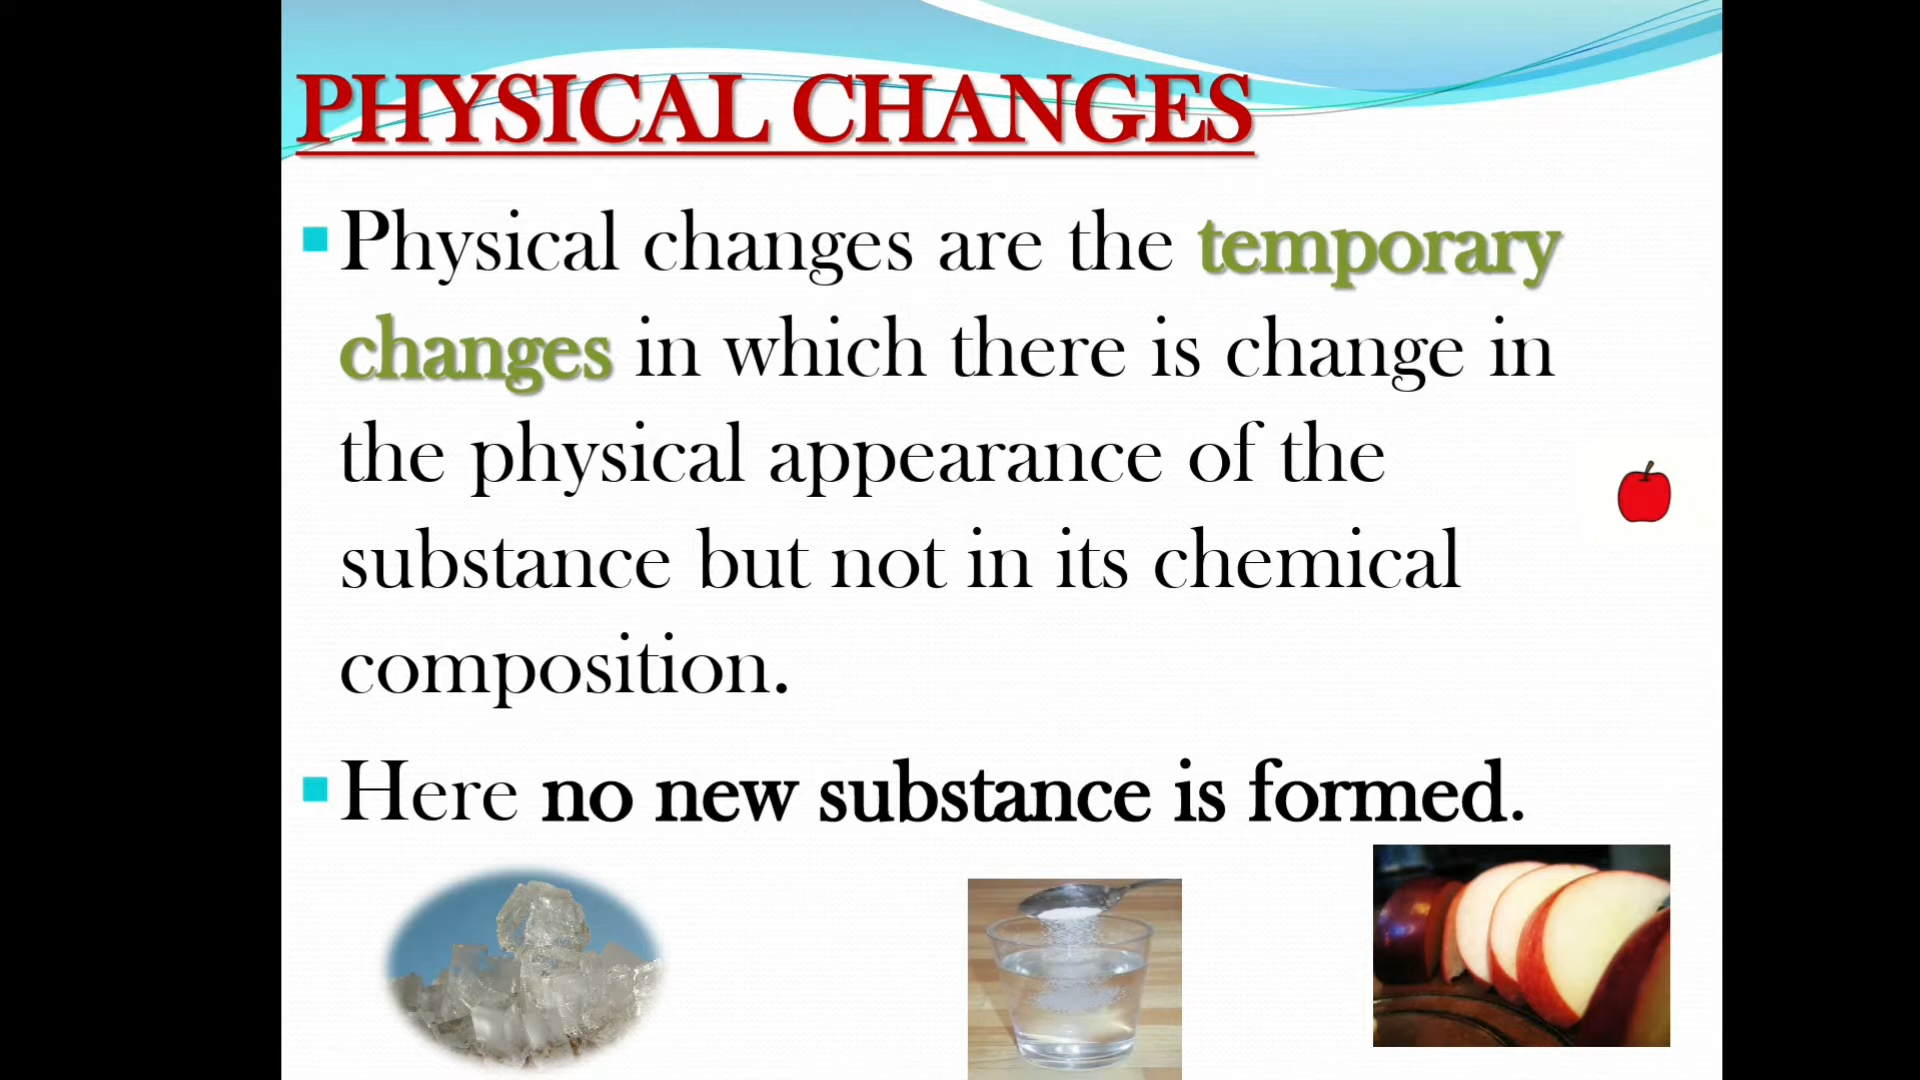 PHYSICAL CHANGES
Physical changes are the temporary
changes in which there is change in
the physical appearance of the
substance but not in its chemical
composition.
Here no new substance is formed.